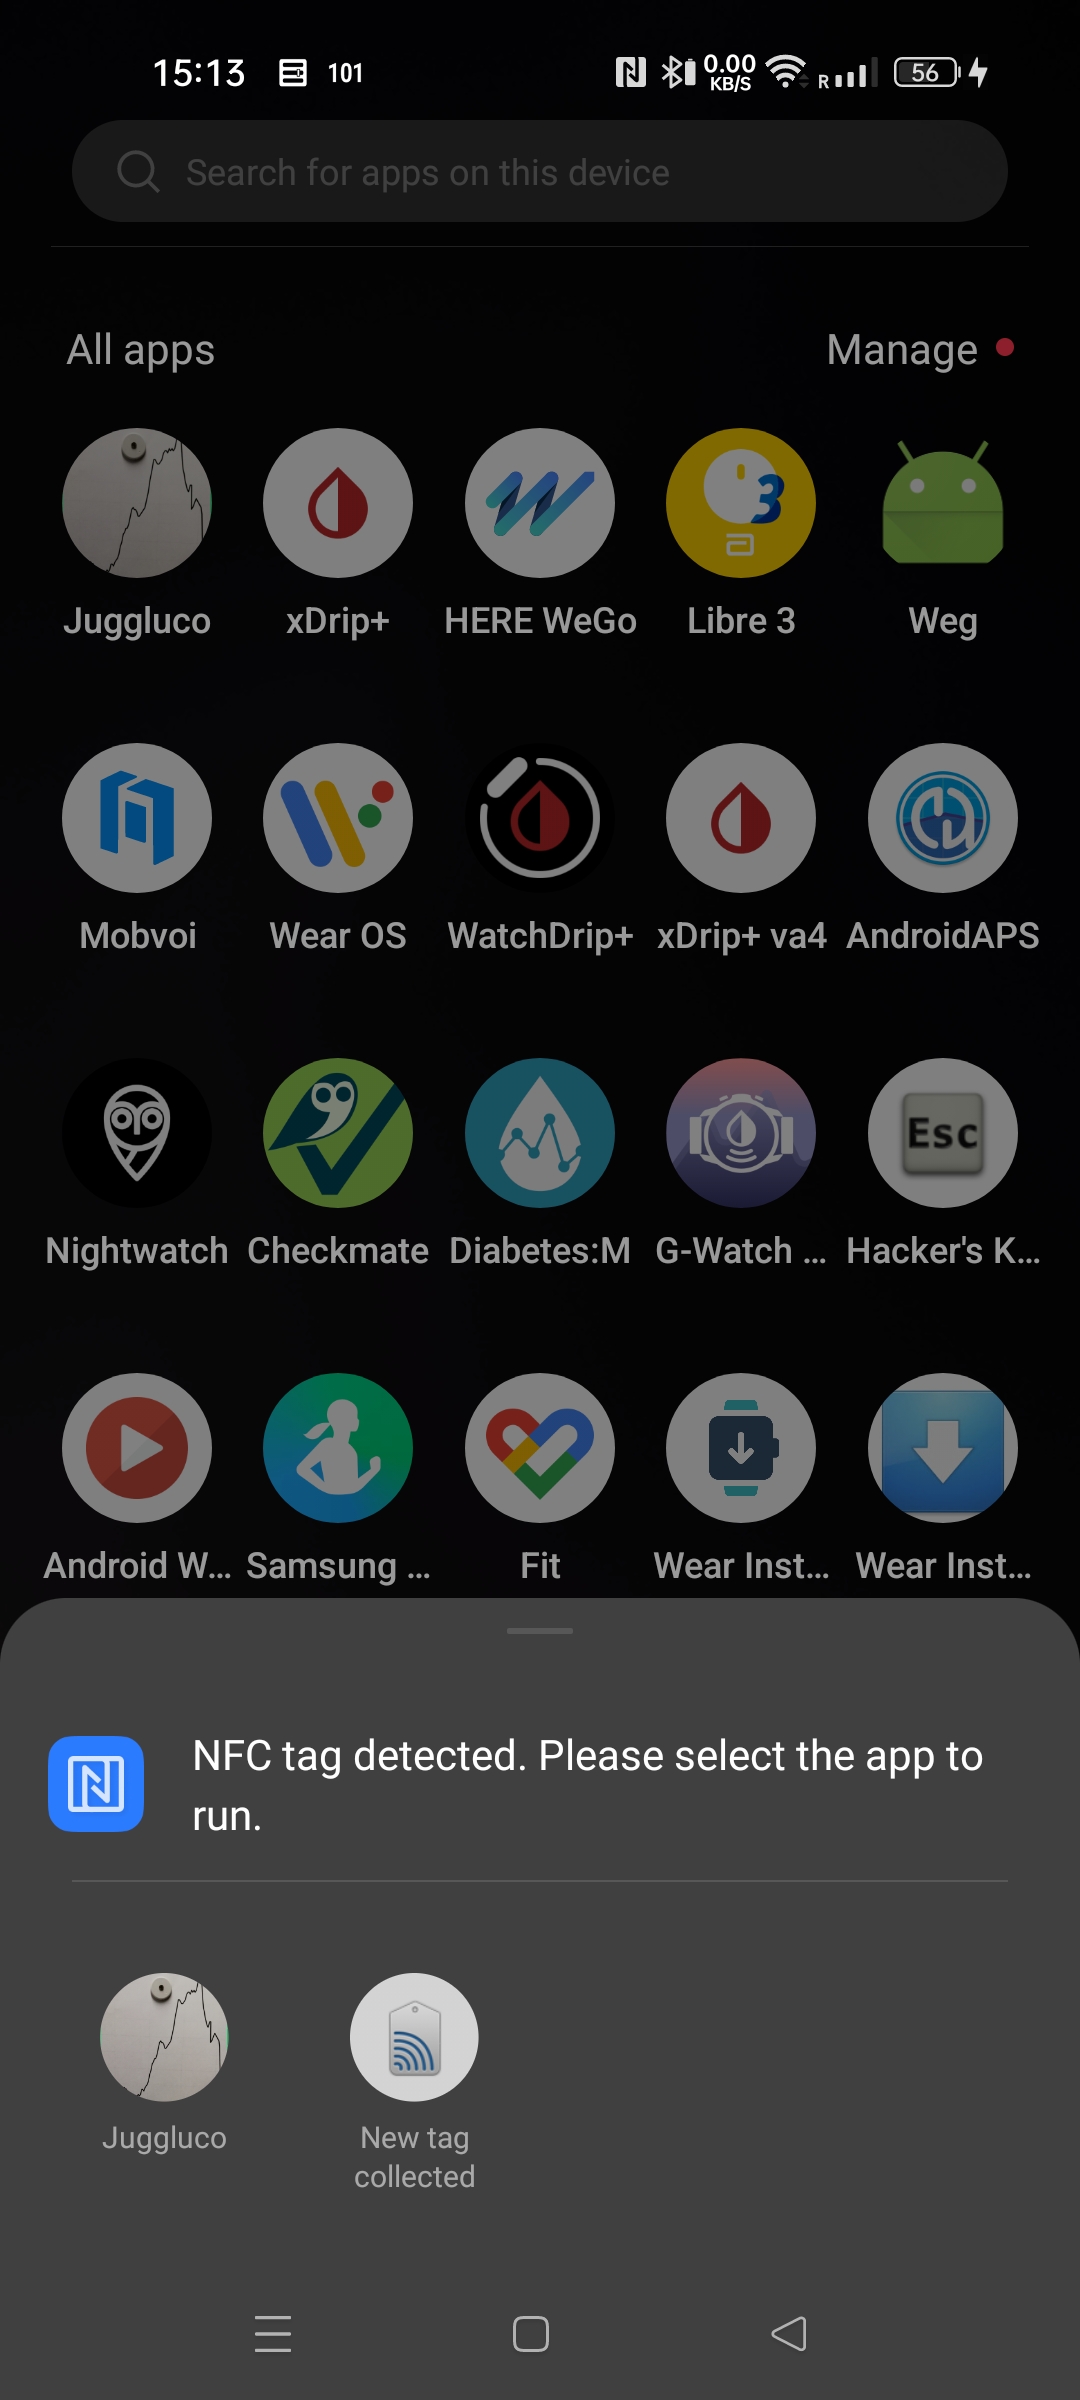 15:13 101 0.00 KB/S R 56
Search for apps on this device
All apps Manage
3
Juggluco xDrip+ HERE WeGo Libre 3 Weg
Mobvoi Wear OS WatchDrip+ xDrip+ va4 AndroidAPS
Esc
Nightwatch Checkmate Diabetes:M G-Watch ... Hacker's K...
Android W... Samsung ... Fit Wear Inst... Wear Inst...
NFC tag detected. Please select the app to
run.
Juggluco New tag
collected